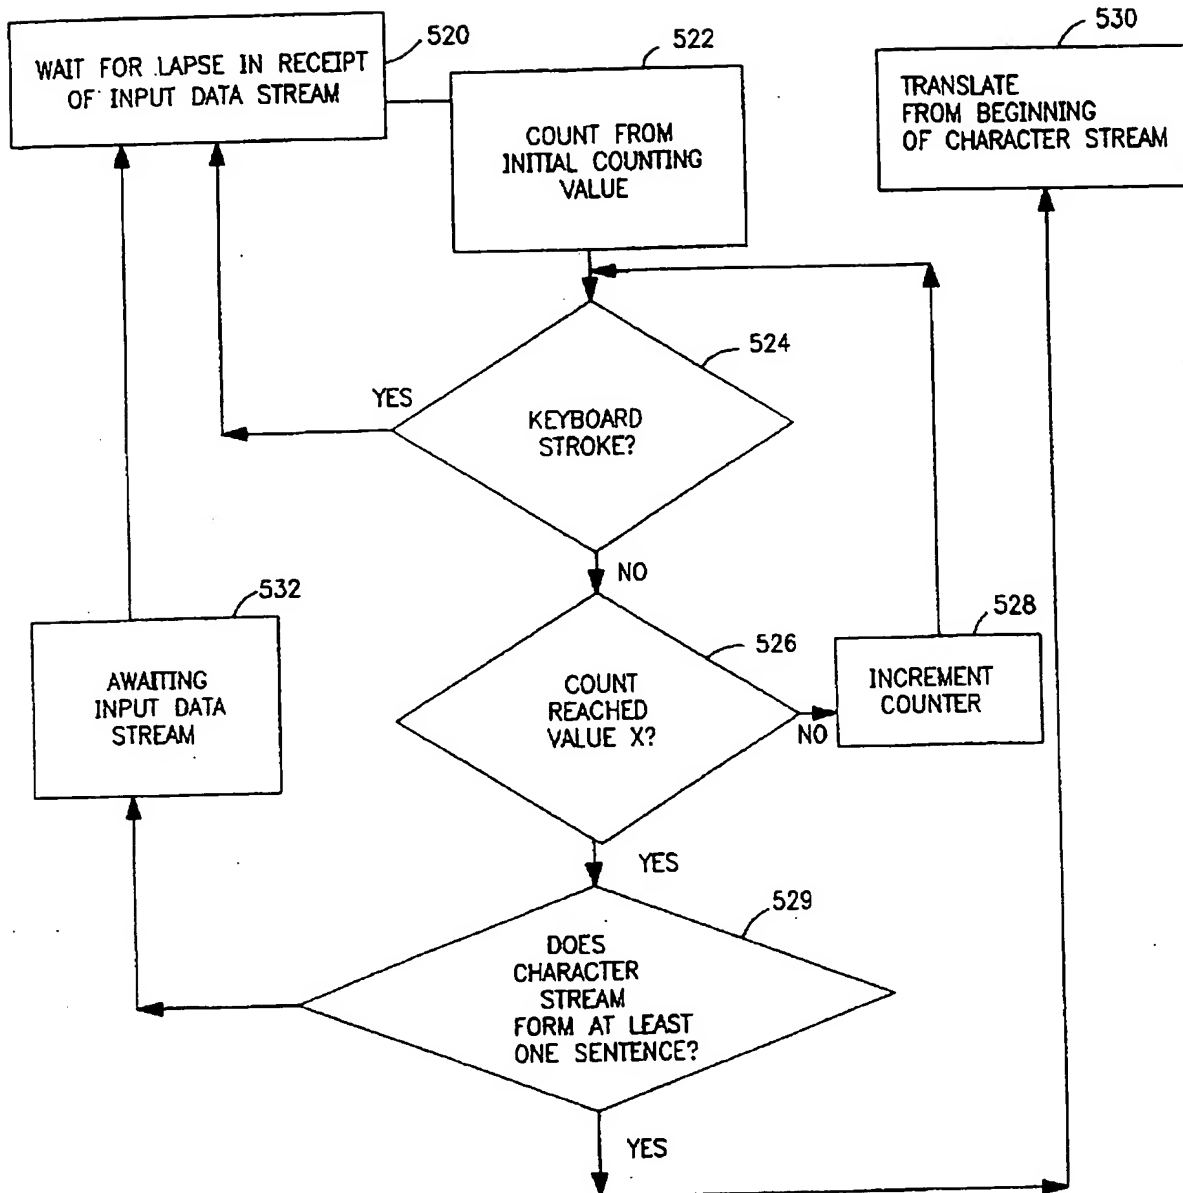 520
WAIT FOR LAPSE IN RECEIPT
OF INPUT DATA STREAM
522
COUNT FROM
INITIAL COUNTING
VALUE
530
TRANSLATE
FROM BEGINNING
OF CHARACTER STREAM
524
YES
KEYBOARD
STROKE?
NO
532
AWAITING
INPUT DATA
STREAM
526
COUNT
REACHED
VALUE X?
NO
528
INCREMENT
COUNTER
YES
529
DOES
CHARACTER
STREAM
FORM AT LEAST
ONE SENTENCE?
YES